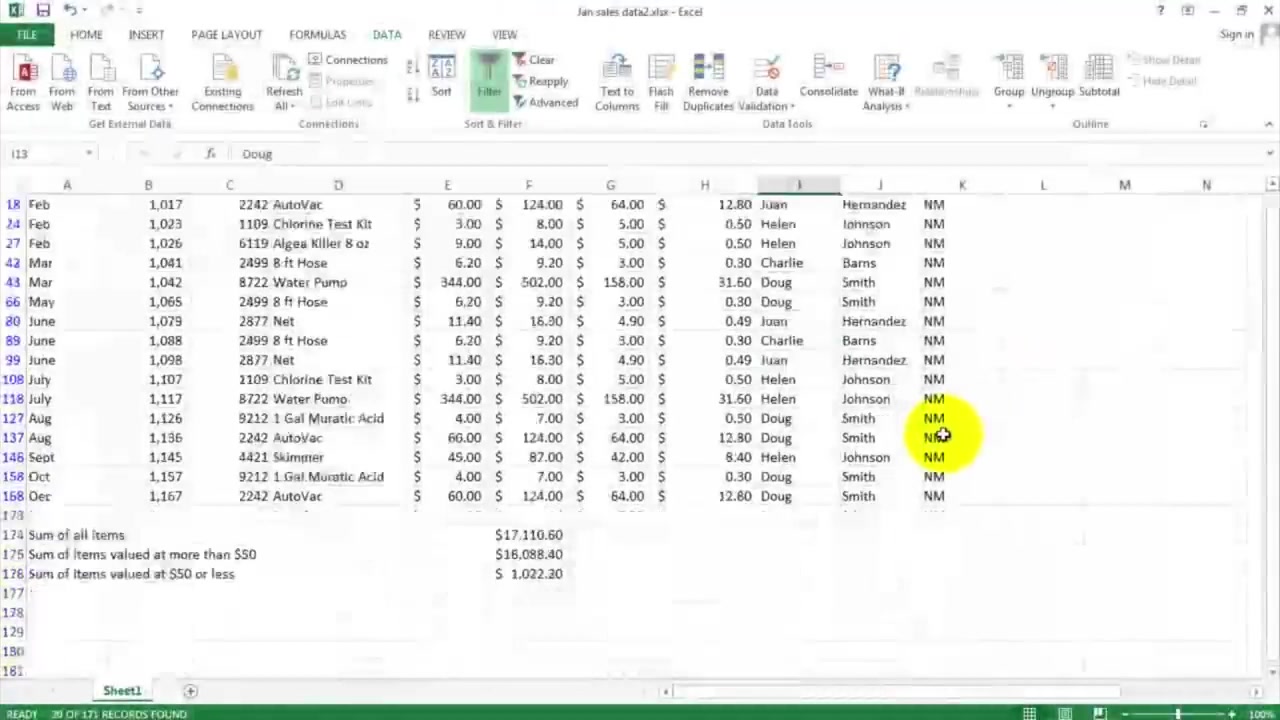 Jan sales data2.xlsx - Excel
FILE HOME INSERT PAGE LAYOUT FORMULAS DATA REVIEW VIEW Sign in
From Access From Web From Text From Other Sources Existing Connections Refresh All Connections Properties Edit Links Sort Filter Clear Reapply Advanced Text to Columns Flash Fill Remove Duplicates Data Validation Consolidate What-If Analysis Relationships Group Ungroup Subtotal Show Detail Hide Detail
Get External Data Connections Sort & Filter Data Tools Outline
I13 fx Doug
A B C D E F G H I J K L M N
18 Feb 1,017 2242 AutoVac $ 60.00 $ 124.00 $ 64.00 $ 12.80 Juan Hernandez NM
24 Feb 1,023 1109 Chlorine Test Kit $ 3.00 $ 8.00 $ 5.00 $ 0.50 Helen Johnson NM
27 Feb 1,026 6119 Algea Killer 8 oz $ 9.00 $ 14.00 $ 5.00 $ 0.50 Helen Johnson NM
42 Mar 1,041 2499 8 ft Hose $ 6.20 $ 9.20 $ 3.00 $ 0.30 Charlie Barns NM
43 Mar 1,042 8722 Water Pump $ 344.00 $ 502.00 $ 158.00 $ 31.60 Doug Smith NM
66 May 1,065 2499 8 ft Hose $ 6.20 $ 9.20 $ 3.00 $ 0.30 Doug Smith NM
80 June 1,079 2877 Net $ 11.40 $ 16.30 $ 4.90 $ 0.49 Juan Hernandez NM
89 June 1,088 2499 8 ft Hose $ 6.20 $ 9.20 $ 3.00 $ 0.30 Charlie Barns NM
99 June 1,098 2877 Net $ 11.40 $ 16.30 $ 4.90 $ 0.49 Juan Hernandez NM
108 July 1,107 1109 Chlorine Test Kit $ 3.00 $ 8.00 $ 5.00 $ 0.50 Helen Johnson NM
118 July 1,117 8722 Water Pump $ 344.00 $ 502.00 $ 158.00 $ 31.60 Helen Johnson NM
127 Aug 1,126 9212 1 Gal Muratic Acid $ 4.00 $ 7.00 $ 3.00 $ Doug Smith NM
137 Aug 1,136 2242 AutoVac $ 60.00 $ 124.00 $ 64.00 $ 12.80 Doug Smith NM
146 Sept 1,145 4421 Skimmer $ 45.00 $ 87.00 $ 42.00 $ 8.40 Helen Johnson NM
158 Oct 1,157 9212 1 Gal Muratic Acid $ 4.00 $ 7.00 $ 3.00 $ 0.30 Doug Smith NM
168 Dec 1,167 2242 AutoVac $ 60.00 $ 124.00 $ 64.00 $ 12.80 Doug Smith NM
173
174 Sum of all items $17,110.60
175 Sum of items valued at more than $50 $16,088.40
176 Sum of items valued at $50 or less $ 1,022.20
177
178
180
181
Sheet1
READY OF 171 RECORDS FOUND 100%